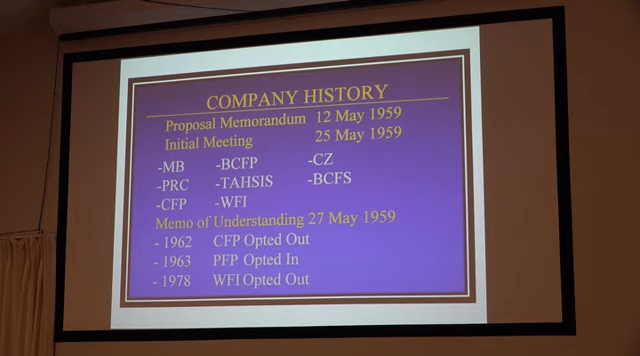 COMPANY HISTORY
Proposal Memorandum 12 May 1959
Initial Meeting 25 May 1959
-MB -BCFP -CZ
-PRC -TAHSIS -BCFS
-CFP -WFI
Memo of Understanding 27 May 1959
- 1962 CFP Opted Out
- 1963 PFP Opted In
- 1978 WFI Opted Out